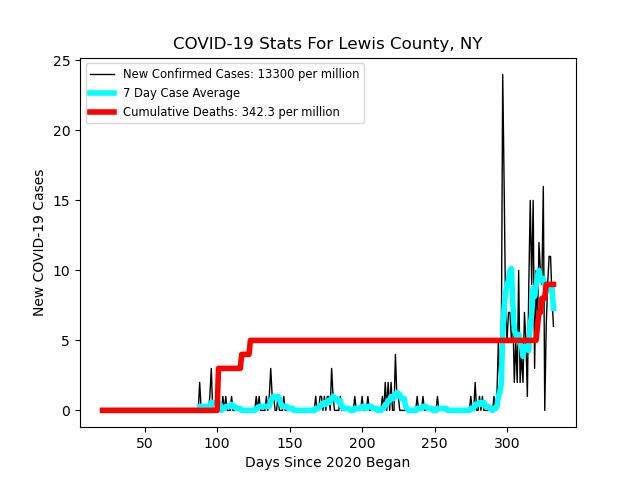 COVID-19 Stats For Lewis County, NY
New Confirmed Cases: 13300 per million
7 Day Case Average
Cumulative Deaths: 342.3 per million
New COVID-19 Cases
25
20
15
10
5
0
50 100 150 200 250 300
Days Since 2020 Began